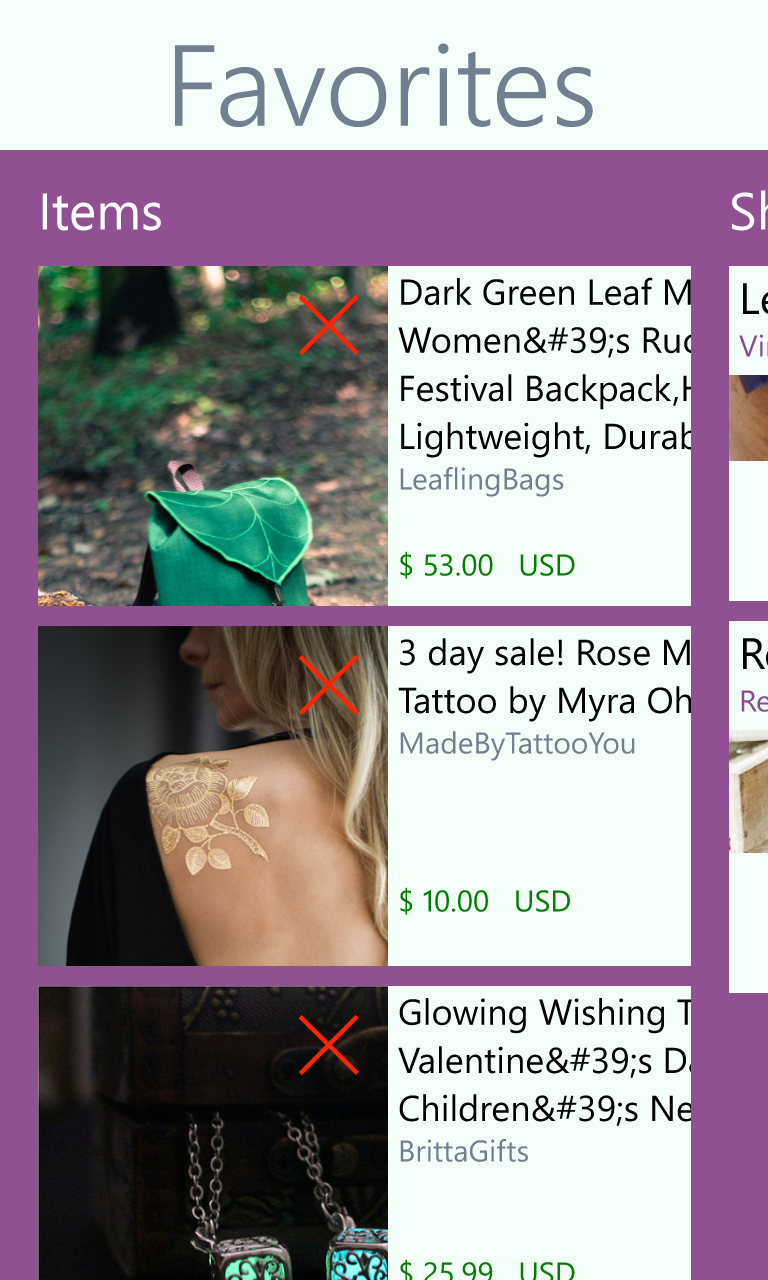 Favorites
Items
Dark Green Leaf M
Women&#39;s Ruc
Festival Backpack,H
Lightweight, Durab
LeaflingBags
$ 53.00 USD
3 day sale! Rose M
Tattoo by Myra Oh
MadeByTattooYou
$ 10.00 USD
Glowing Wishing T
Valentine&#39;s Da
Children&#39;s Ne
BrittaGifts
$ 25.99 USD
Sh
Le
Vin
Re
Re